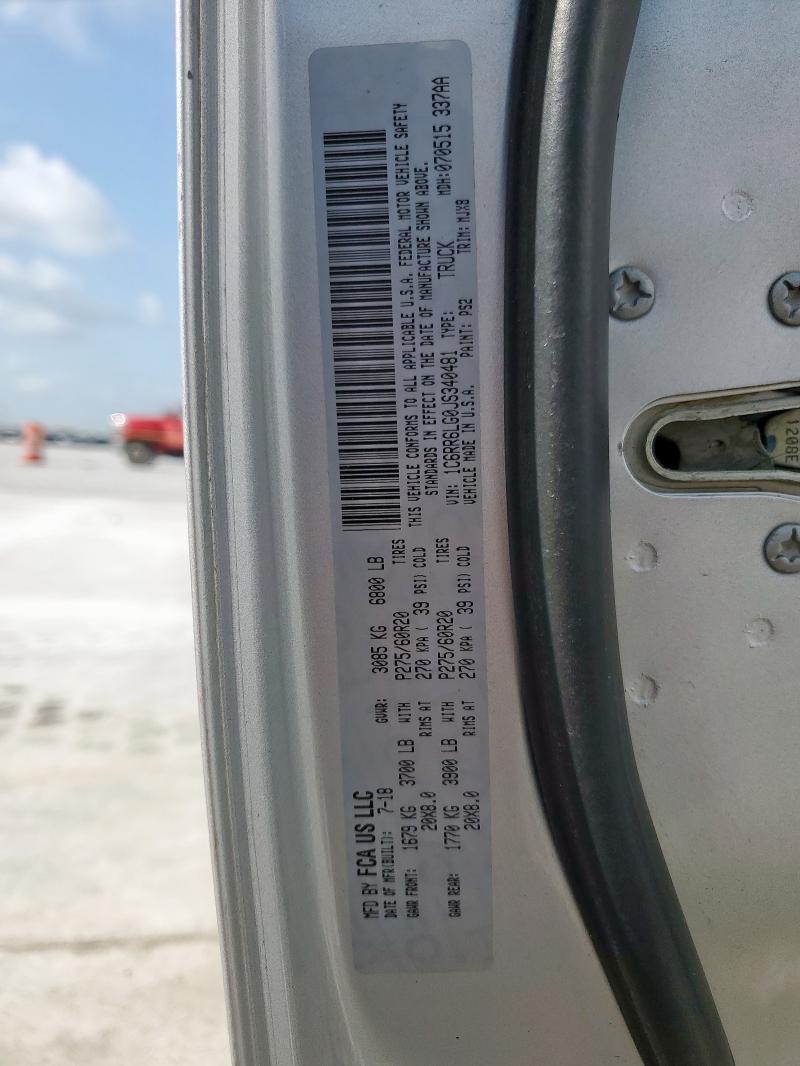 MFD BY FCA US LLC
DATE OF MFR(BUILT): 7-18 GVWR: 3085 KG 6800 LB
GAWR FRONT: 1679 KG 3700 LB WITH P275/60R20 TIRES
20X8.0 RIMS AT 270 KPA ( 39 PSI) COLD
GAWR REAR: 1770 KG 3900 LB WITH P275/60R20 TIRES
20X8.0 RIMS AT 270 KPA ( 39 PSI) COLD
THIS VEHICLE CONFORMS TO ALL APPLICABLE U.S.A. FEDERAL MOTOR VEHICLE SAFETY
STANDARDS IN EFFECT ON THE DATE OF MANUFACTURE SHOWN ABOVE.
VIN: 1C6RR6LG0JS340481 TYPE: TRUCK MDH:070515 337AA
VEHICLE MADE IN U.S.A. PAINT: PS2 TRIM: MJX8
1206E